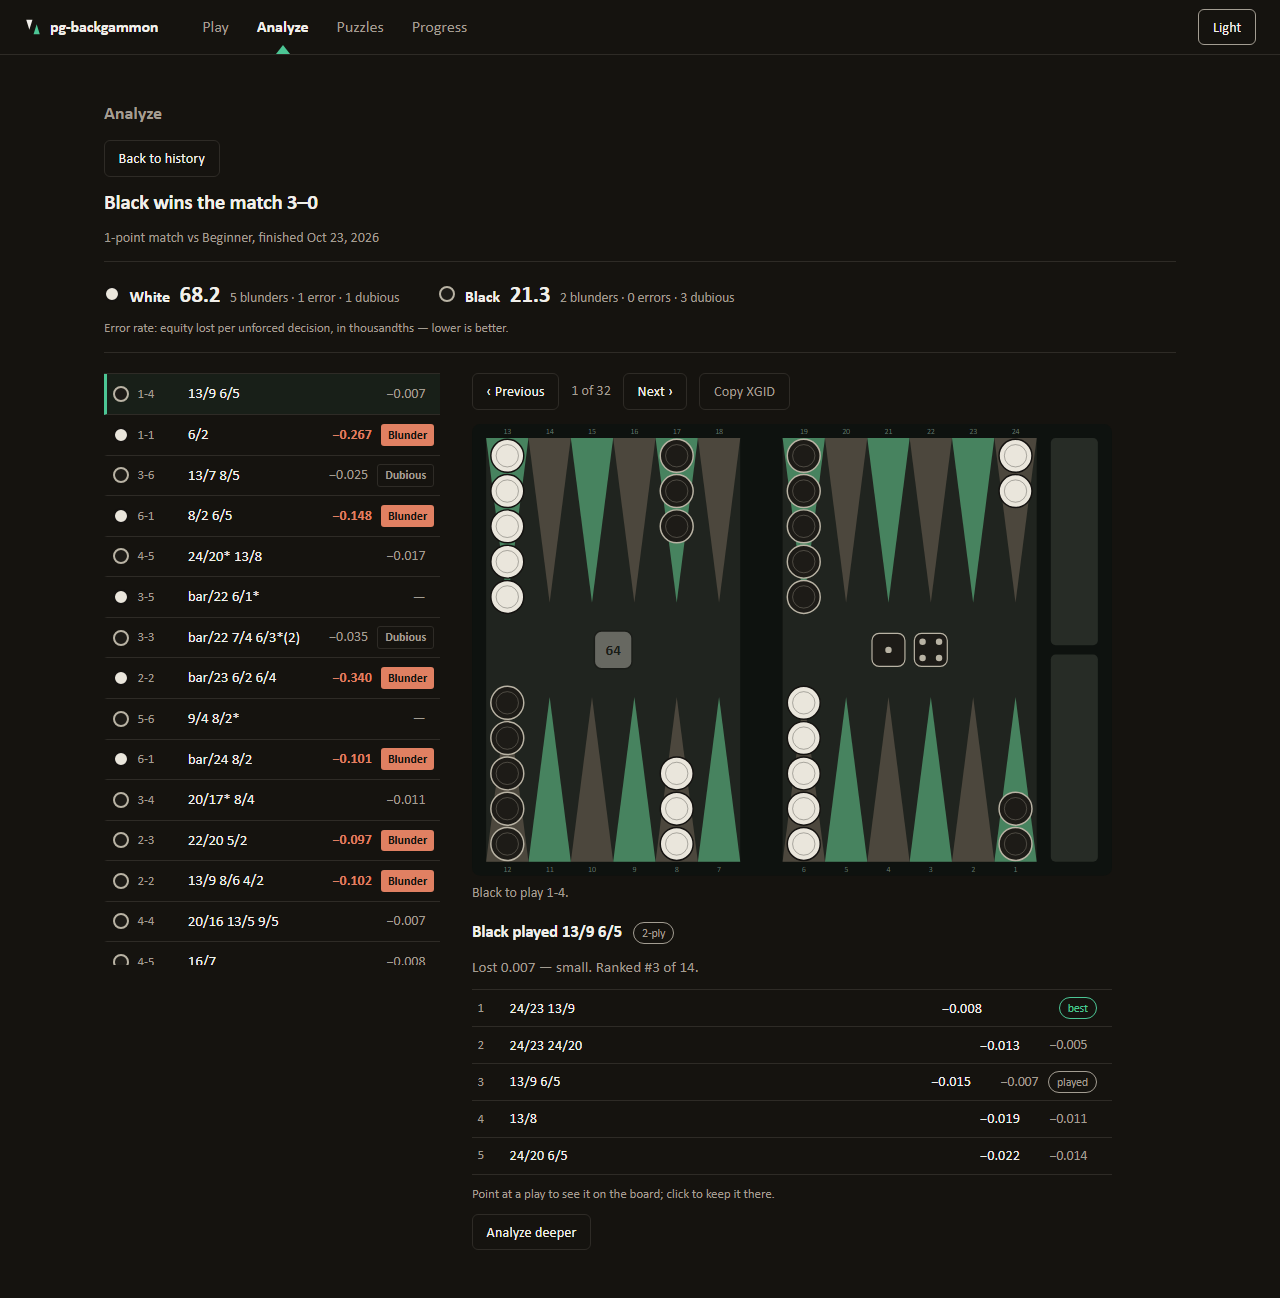 pg-backgammon Play Analyze Puzzles Progress Light
Analyze
Back to history
Black wins the match 3–0
1-point match vs Beginner, finished Oct 23, 2026
White 68.2 5 blunders · 1 error · 1 dubious Black 21.3 2 blunders · 0 errors · 3 dubious
Error rate: equity lost per unforced decision, in thousandths — lower is better.
1-4 13/9 6/5 −0.007
1-1 6/2 −0.267 Blunder
3-6 13/7 8/5 −0.025 Dubious
6-1 8/2 6/5 −0.148 Blunder
4-5 24/20* 13/8 −0.017
3-5 bar/22 6/1* —
3-3 bar/22 7/4 6/3*(2) −0.035 Dubious
2-2 bar/23 6/2 6/4 −0.340 Blunder
5-6 9/4 8/2* —
6-1 bar/24 8/2 −0.101 Blunder
3-4 20/17* 8/4 −0.011
2-3 22/20 5/2 −0.097 Blunder
2-2 13/9 8/6 4/2 −0.102 Blunder
4-4 20/16 13/5 9/5 −0.007
4-5 16/7 −0.008
‹ Previous 1 of 32 Next › Copy XGID
13 14 15 16 17 18 19 20 21 22 23 24
64
12 11 10 9 8 7 6 5 4 3 2 1
Black to play 1-4.
Black played 13/9 6/5 2-ply
Lost 0.007 — small. Ranked #3 of 14.
1 24/23 13/9 −0.008 best
2 24/23 24/20 −0.013 −0.005
3 13/9 6/5 −0.015 −0.007 played
4 13/8 −0.019 −0.011
5 24/20 6/5 −0.022 −0.014
Point at a play to see it on the board; click to keep it there.
Analyze deeper